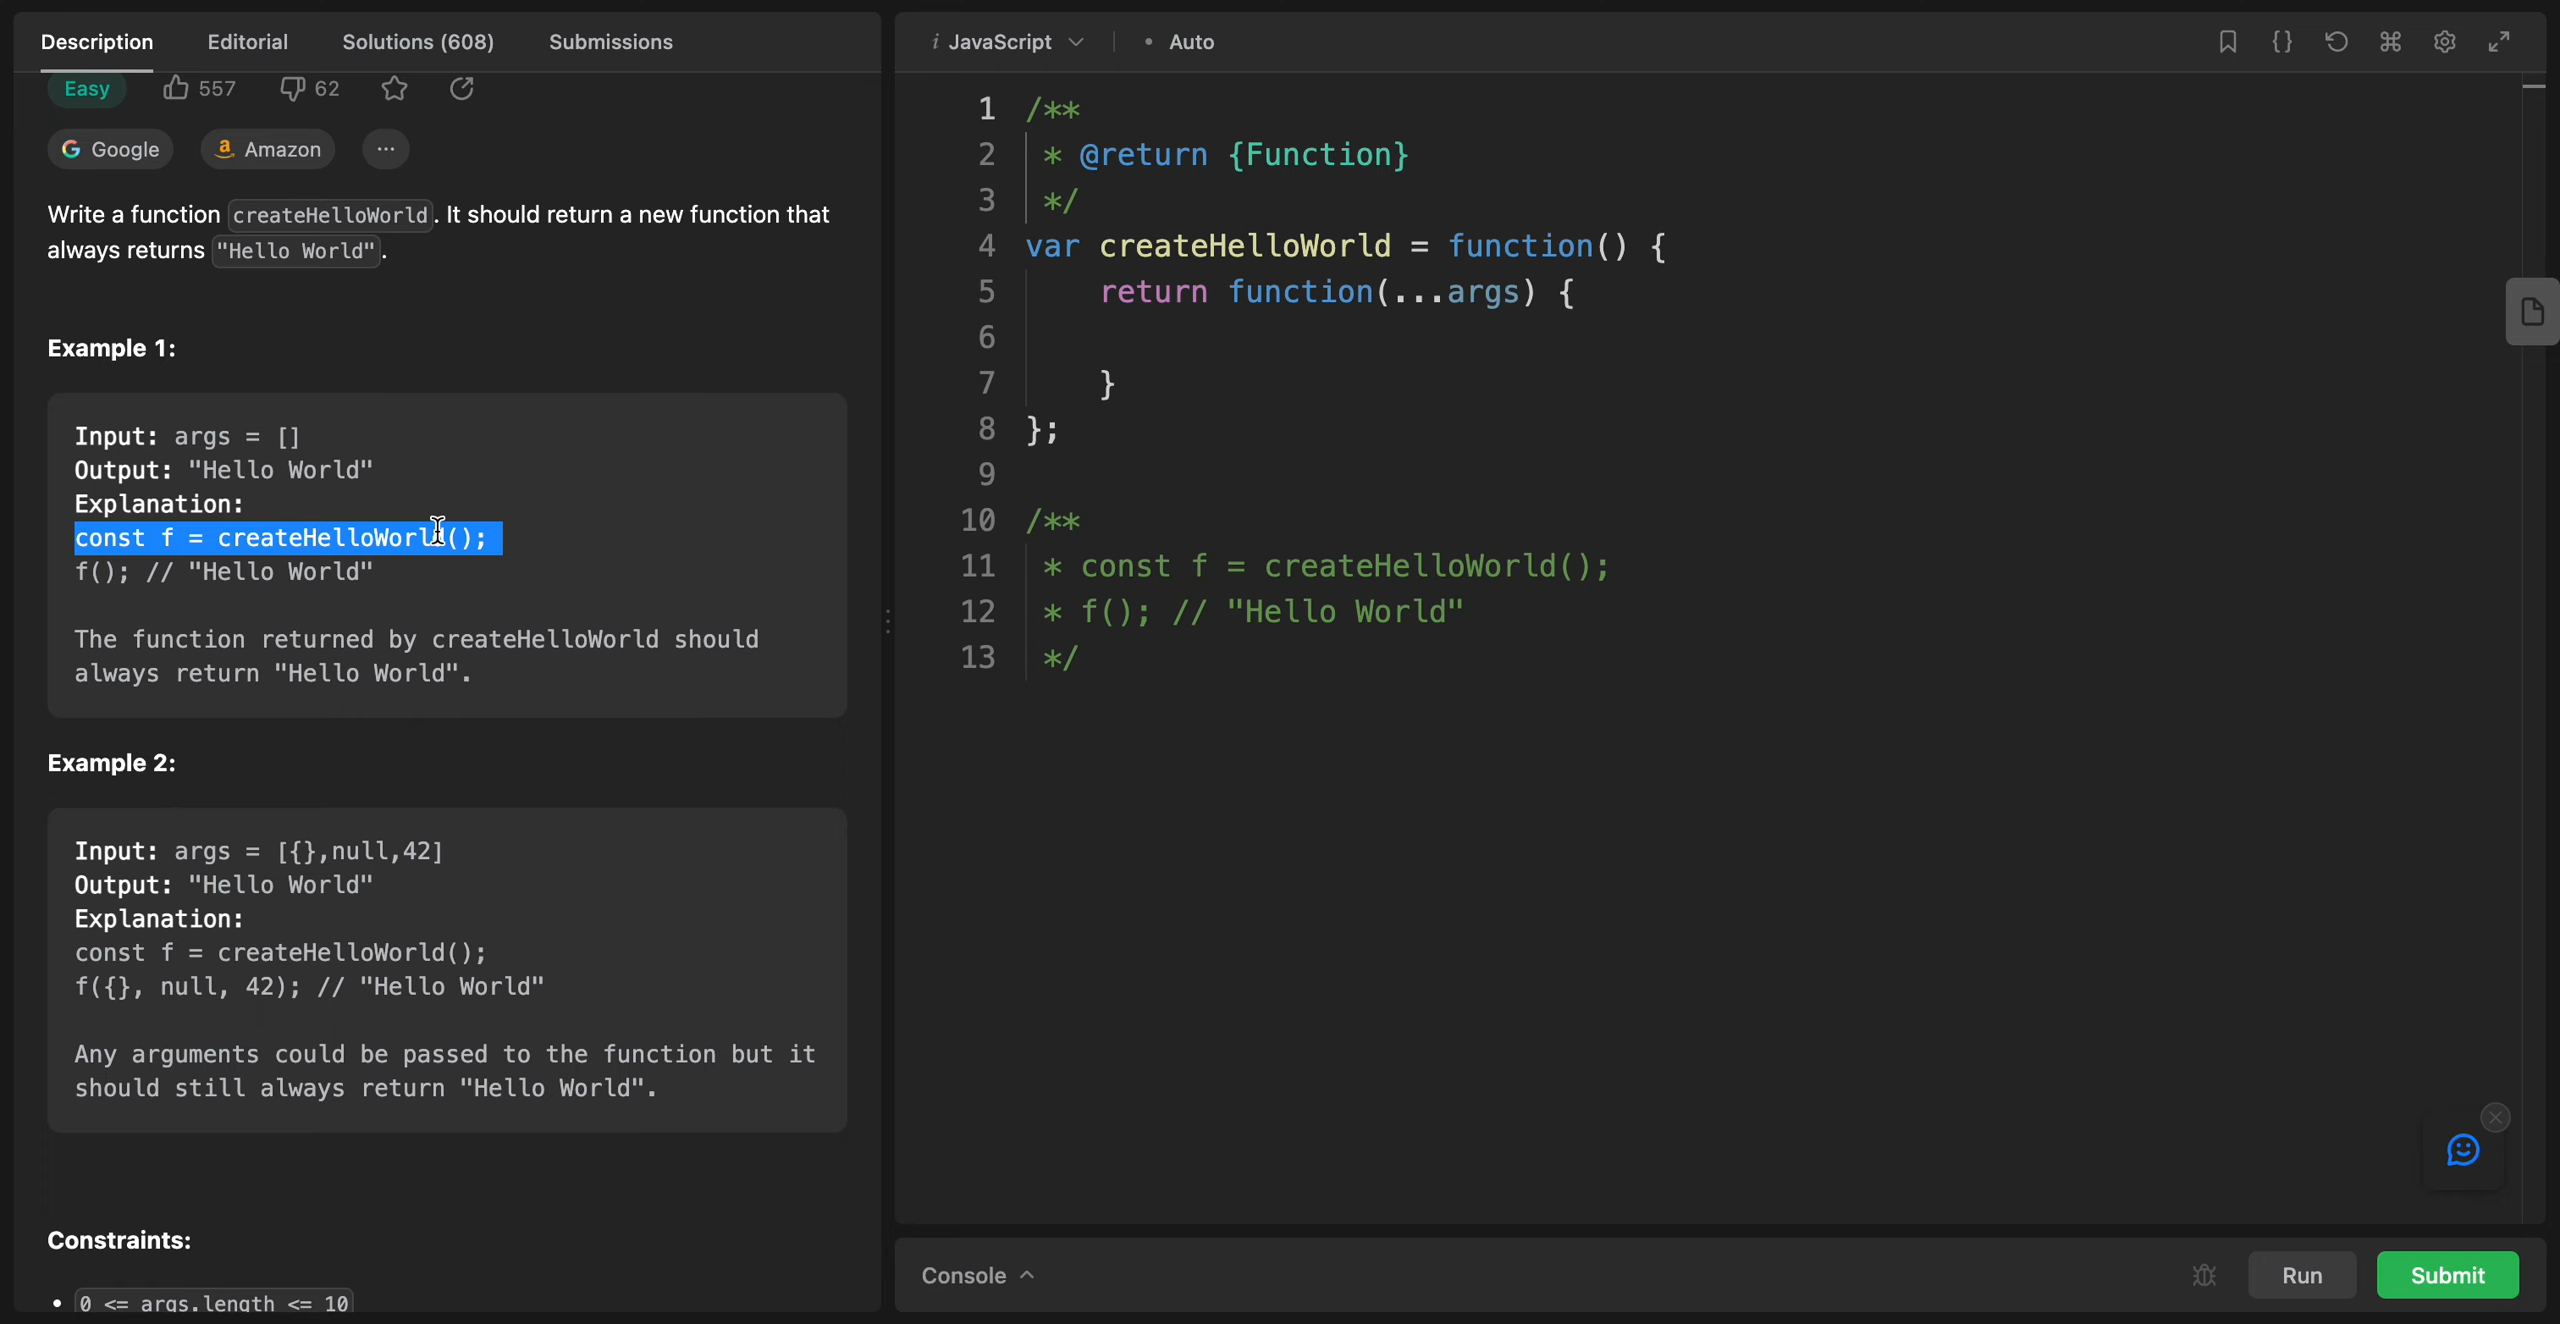 Description Editorial Solutions (608) Submissions
Easy 557 62
Google Amazon ...
Write a function createHelloWorld. It should return a new function that
always returns "Hello World".
Example 1:
Input: args = []
Output: "Hello World"
Explanation:
const f = createHelloWorld();
f(); // "Hello World"
The function returned by createHelloWorld should
always return "Hello World".
Example 2:
Input: args = [{},null,42]
Output: "Hello World"
Explanation:
const f = createHelloWorld();
f({}, null, 42); // "Hello World"
Any arguments could be passed to the function but it
should still always return "Hello World".
Constraints:
• 0 <= args.length <= 10
i JavaScript • Auto
1 /**
2 * @return {Function}
3 */
4 var createHelloWorld = function() {
5 return function(...args) {
6
7 }
8 };
9
10 /**
11 * const f = createHelloWorld();
12 * f(); // "Hello World"
13 */
Console Run Submit